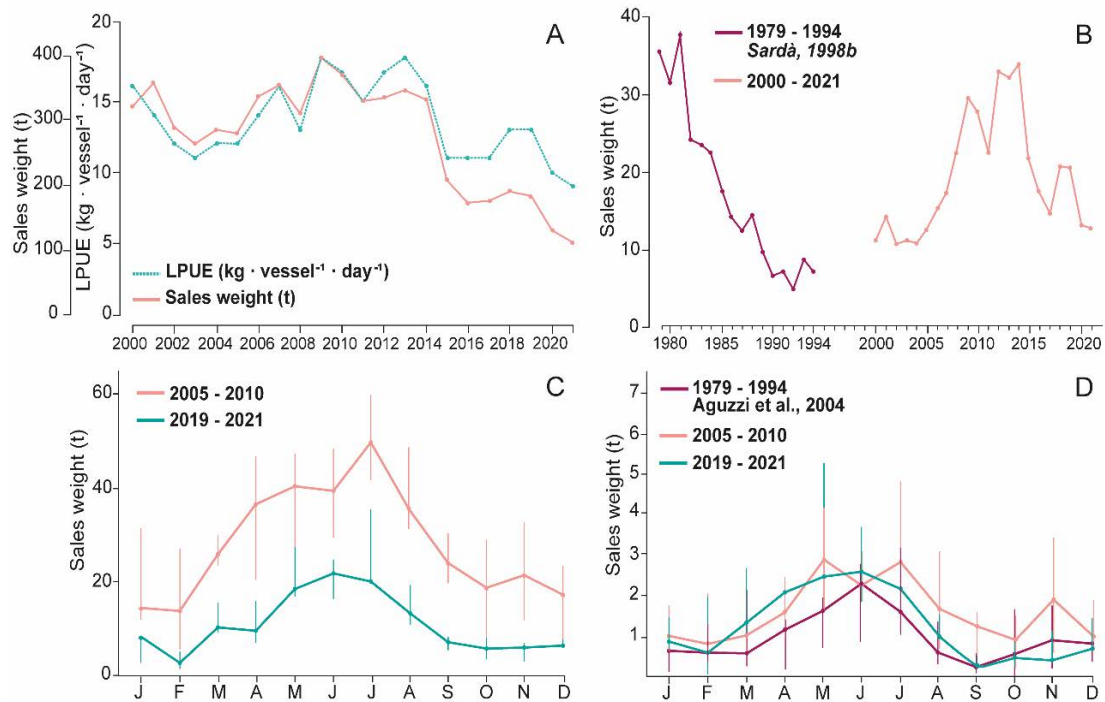 A
Sales weight (t)
LPUE (kg · vessel⁻¹ · day⁻¹)
400
300
200
100
0
20
15
10
5
0
LPUE (kg · vessel⁻¹ · day⁻¹)
Sales weight (t)
2000 2002 2004 2006 2008 2010 2012 2014 2016 2018 2020
B
Sales weight (t)
40
30
20
10
0
1979 - 1994
Sardà, 1998b
2000 - 2021
1980 1985 1990 1994 2000 2005 2010 2015 2020
C
Sales weight (t)
60
40
20
0
2005 - 2010
2019 - 2021
J F M A M J J A S O N D
D
Sales weight (t)
7
6
5
4
3
2
1
1979 - 1994
Aguzzi et al., 2004
2005 - 2010
2019 - 2021
J F M A M J J A S O N D